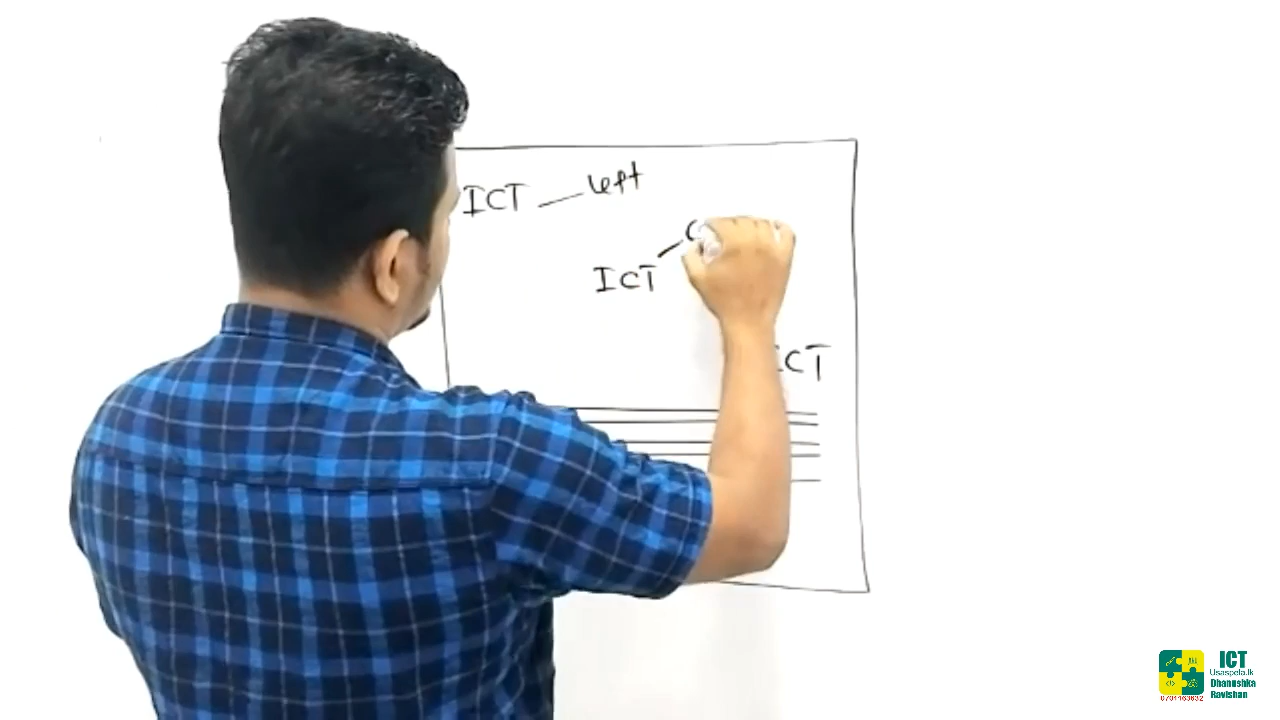 ICT left
ICT C
ICT
ICT
Usaspela.lk
Dhanushka
Ravishan